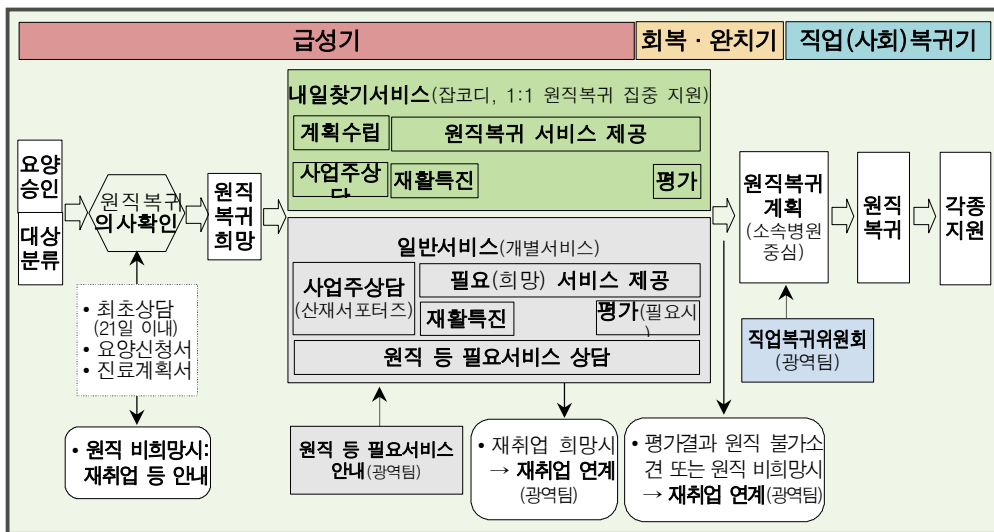 급성기
회복 · 완치기
직업(사회)복귀기
내일찾기서비스(잡코디, 1:1 원직복귀 집중 지원)
계획수립
원직복귀 서비스 제공
사업주상
다
재활특진
평가
요양
승인
대상
분류
원직복귀
의사확인
원직
복귀
희망
일반서비스(개별서비스)
사업주상담
(산재서포터즈)
필요(희망) 서비스 제공
재활특진
평가(필요시
)
원직 등 필요서비스 상담
원직복귀
계획
(소속병원
중심)
원직
복귀
각종
지원
• 최초상담
(21일 이내)
• 요양신청서
• 진료계획서
직업복귀위원회
(광역팀)
• 원직 비희망시:
재취업 등 안내
원직 등 필요서비스
안내(광역팀)
• 재취업 희망시
→ 재취업 연계
(광역팀)
• 평가결과 원직 불가소
견 또는 원직 비희망시
→ 재취업 연계(광역팀)